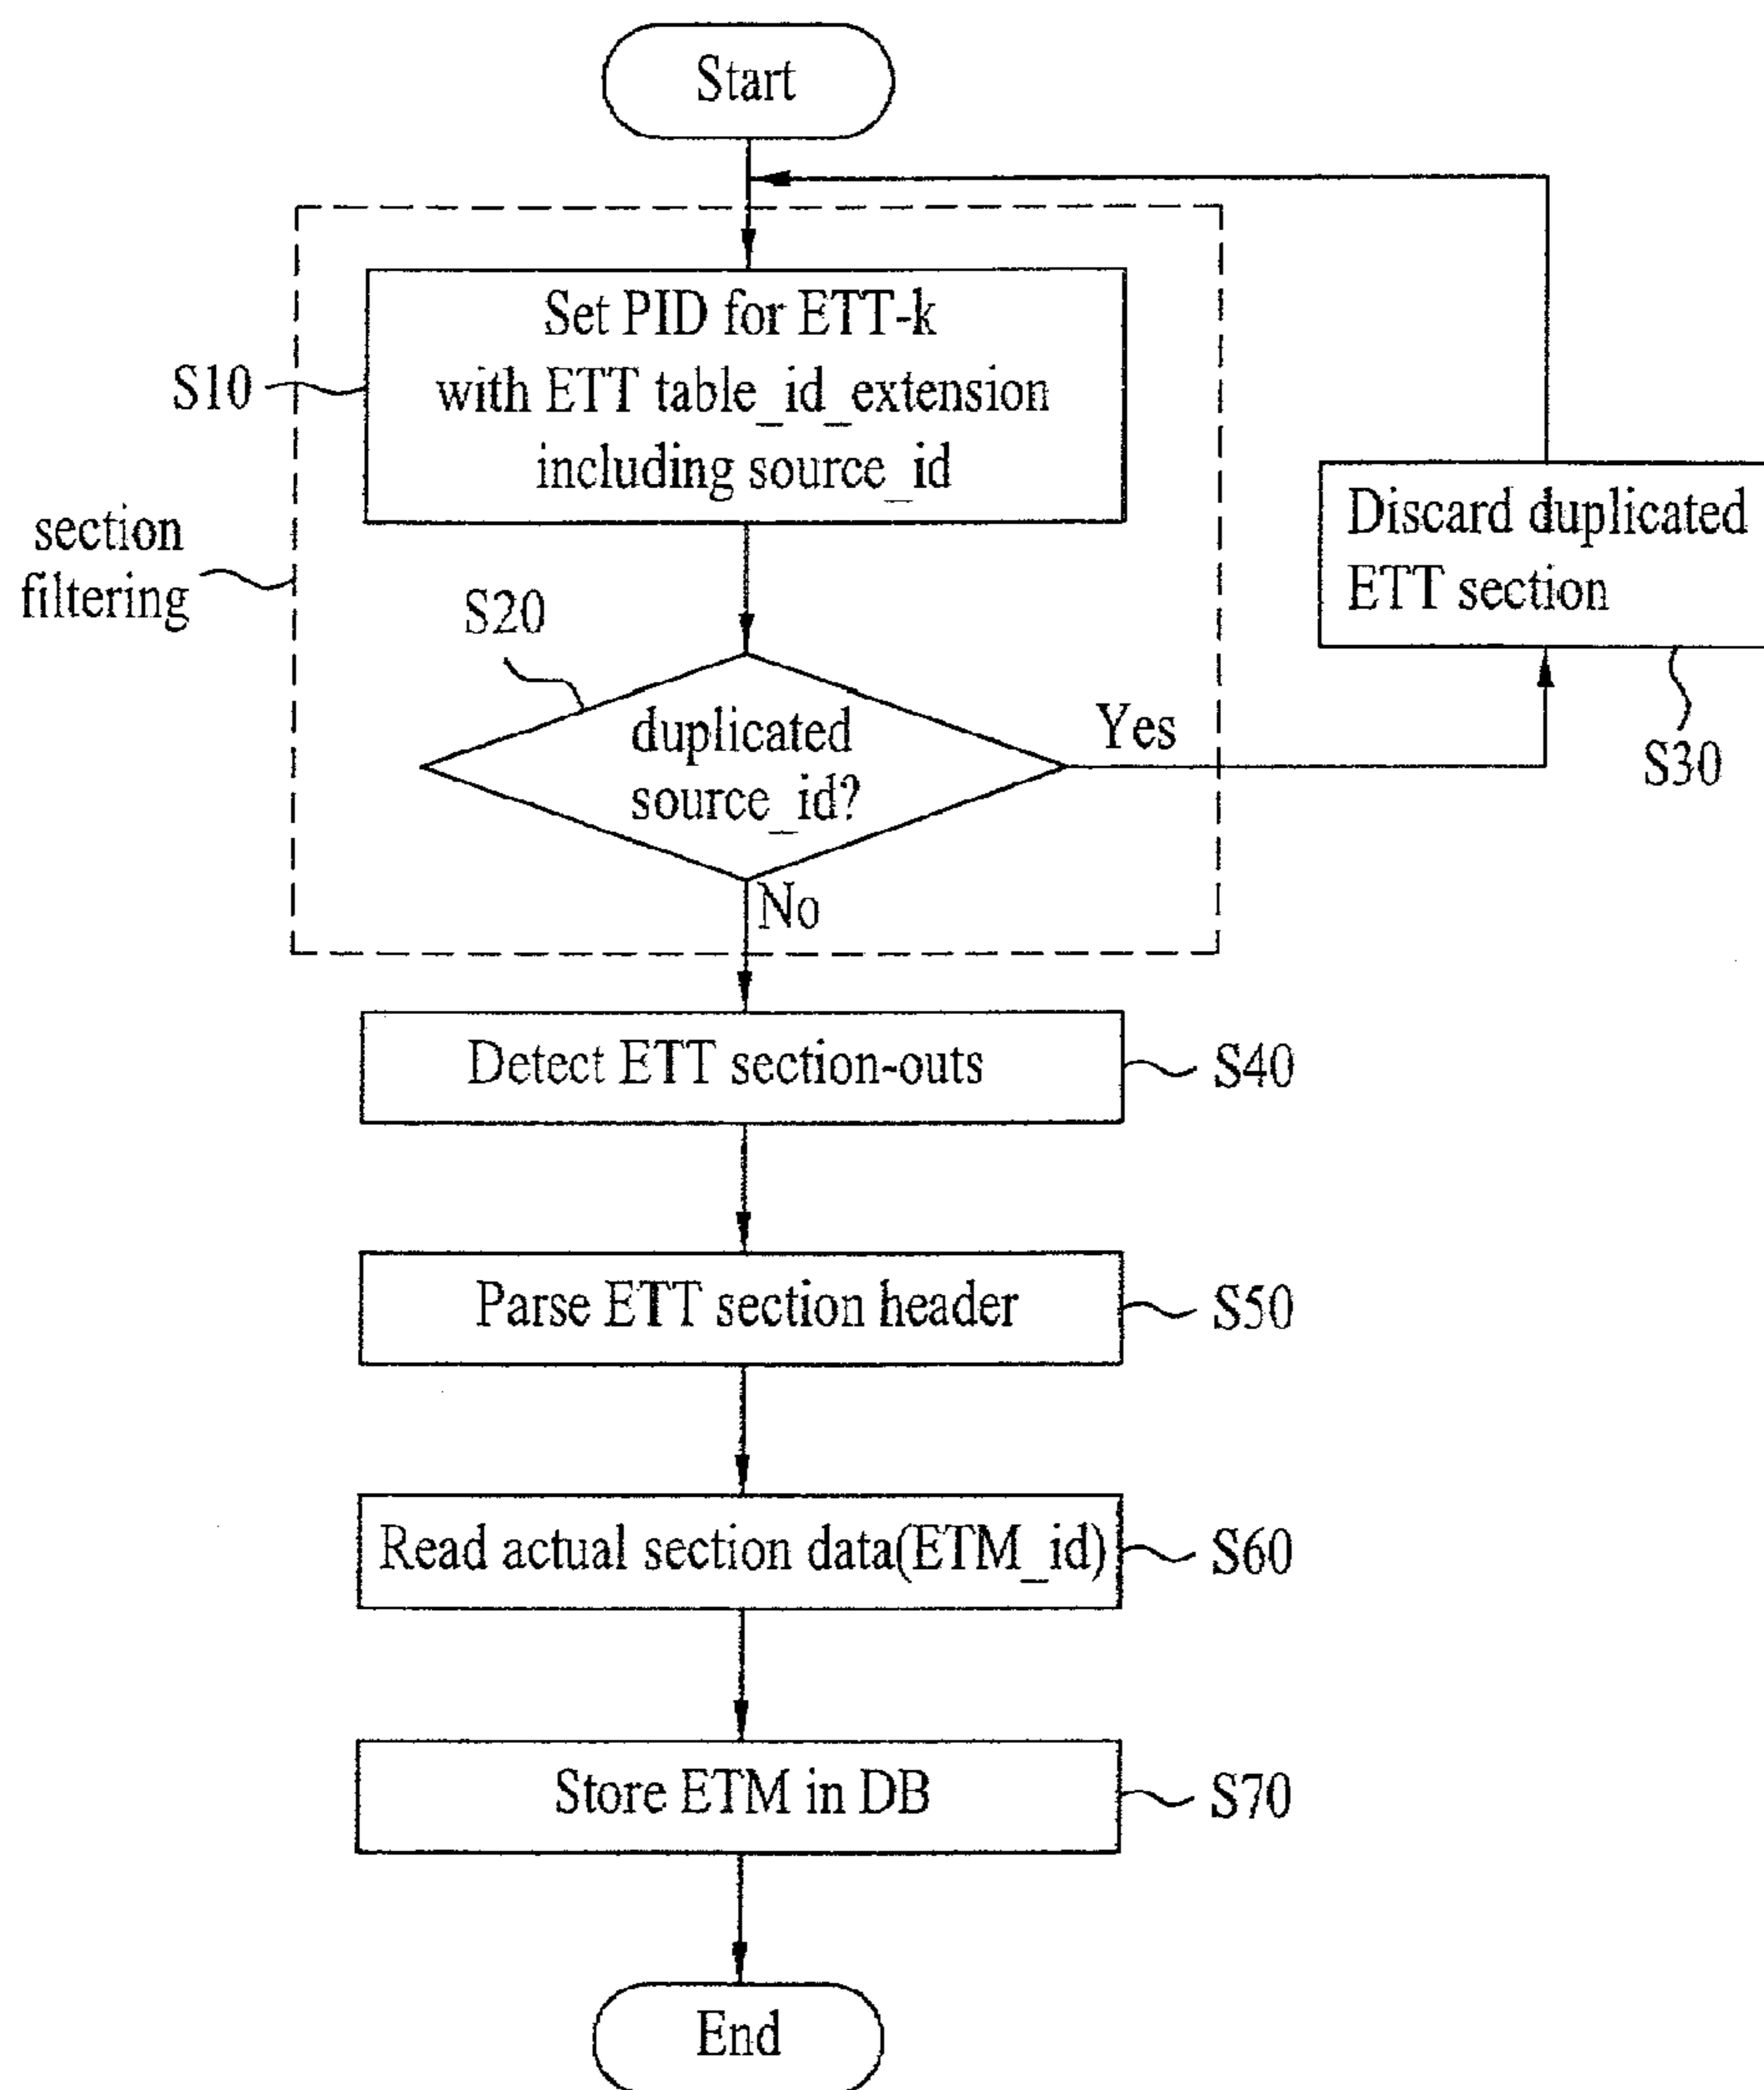 Start
Set PID for ETT-k
with ETT table_id_extension
including source_id
S10
section
filtering
S20
duplicated
source_id?
Yes
No
Discard duplicated
ETT section
S30
Detect ETT section-outs
S40
Parse ETT section header
S50
Read actual section data(ETM_id)
S60
Store ETM in DB
S70
End